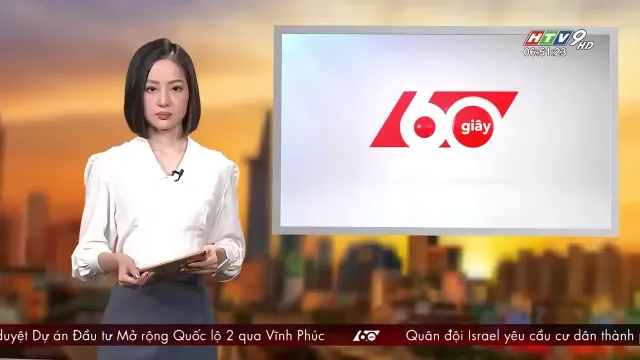 HTV9 HD
06:51:23
60 giây
duyệt Dự án Đầu tư Mở rộng Quốc lộ 2 qua Vĩnh Phúc 60 Quân đội Israel yêu cầu cư dân thành